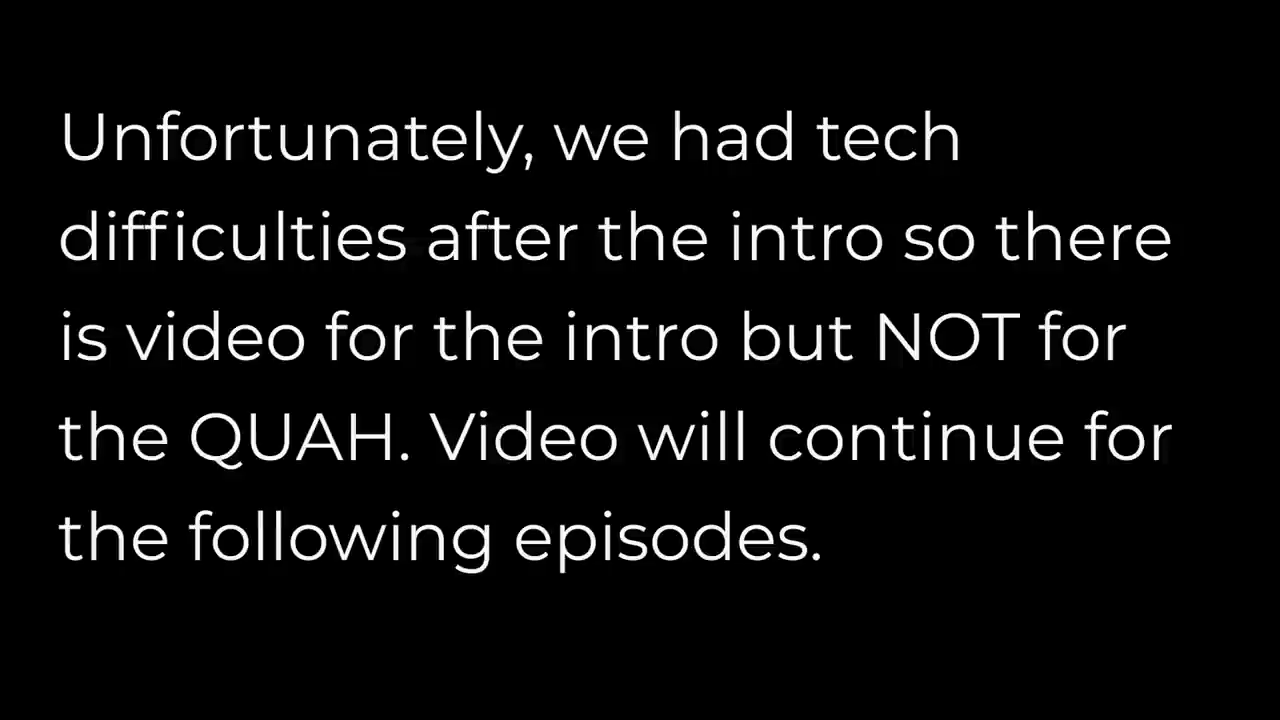 Unfortunately, we had tech
difficulties after the intro so there
is video for the intro but NOT for
the QUAH. Video will continue for
the following episodes.